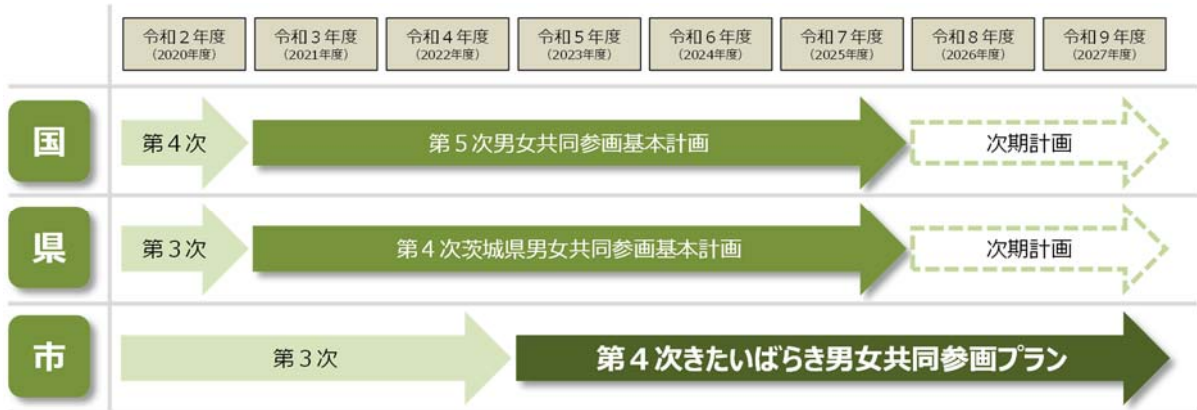 令和２年度 令和３年度 令和４年度 令和５年度 令和６年度 令和７年度 令和８年度 令和９年度
(2020年度) (2021年度) (2022年度) (2023年度) (2024年度) (2025年度) (2026年度) (2027年度)
国 第４次 第５次男女共同参画基本計画 次期計画
県 第３次 第４次茨城県男女共同参画基本計画 次期計画
市 第３次 第４次きたいばらき男女共同参画プラン